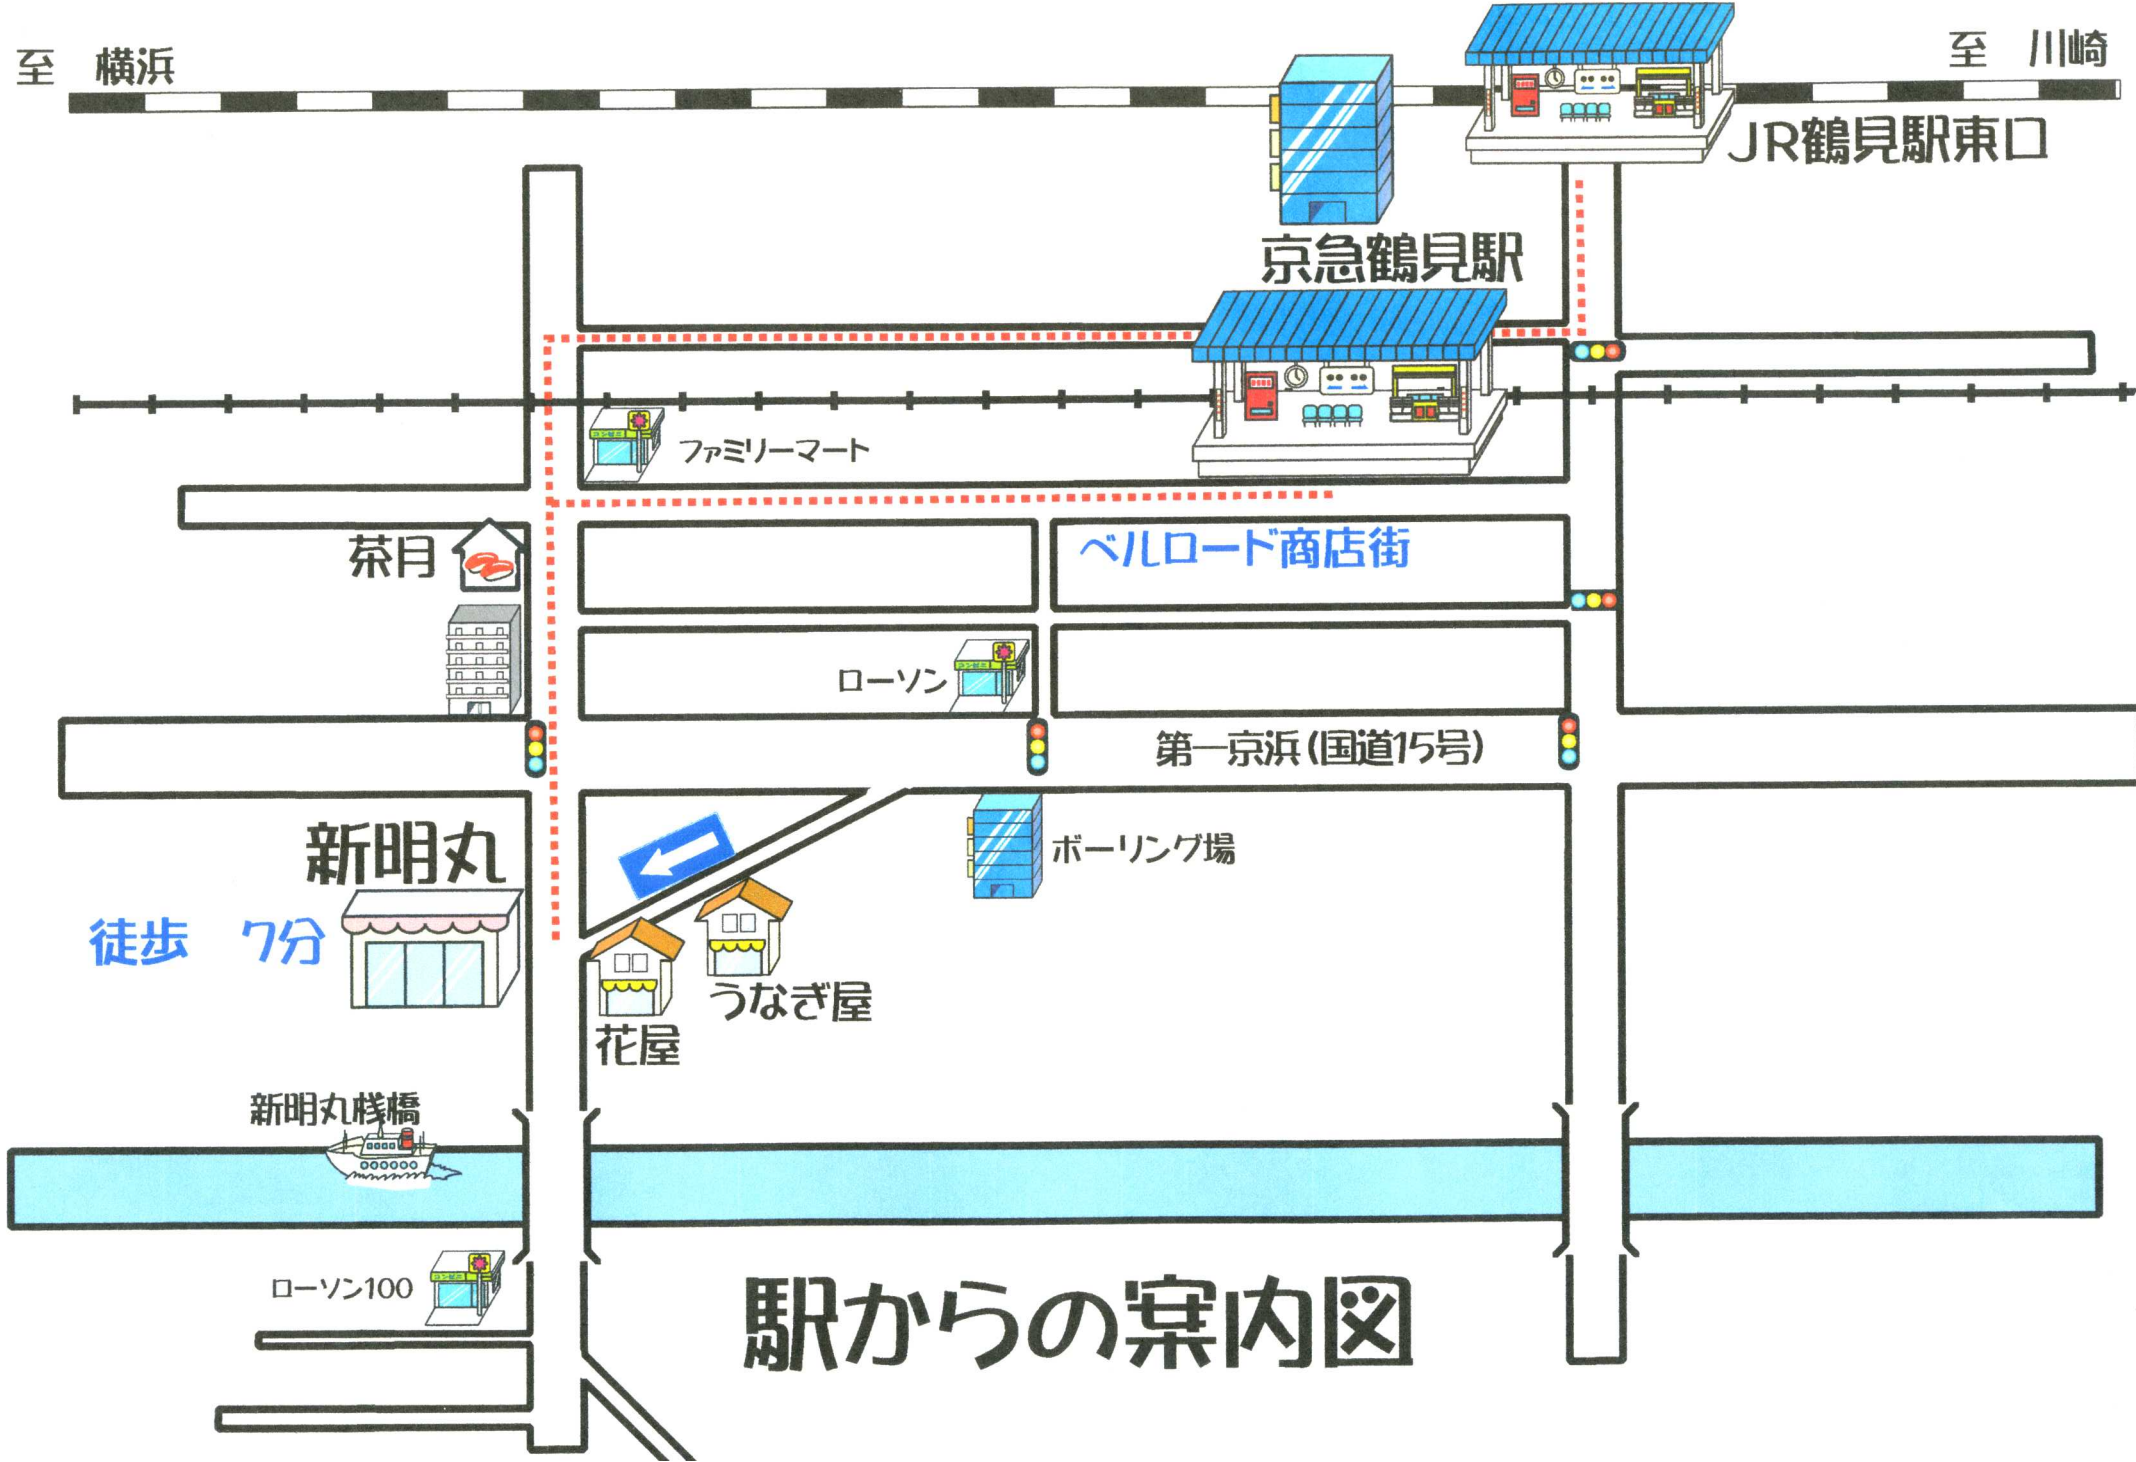 至 横浜
至 川崎
JR鶴見駅東口
京急鶴見駅
ファミリーマート
茶月
ベルロード商店街
ローソン
第一京浜(国道15号)
新明丸
徒歩 7分
ボーリング場
うなぎ屋
花屋
新明丸桟橋
ローソン100
駅からの案内図